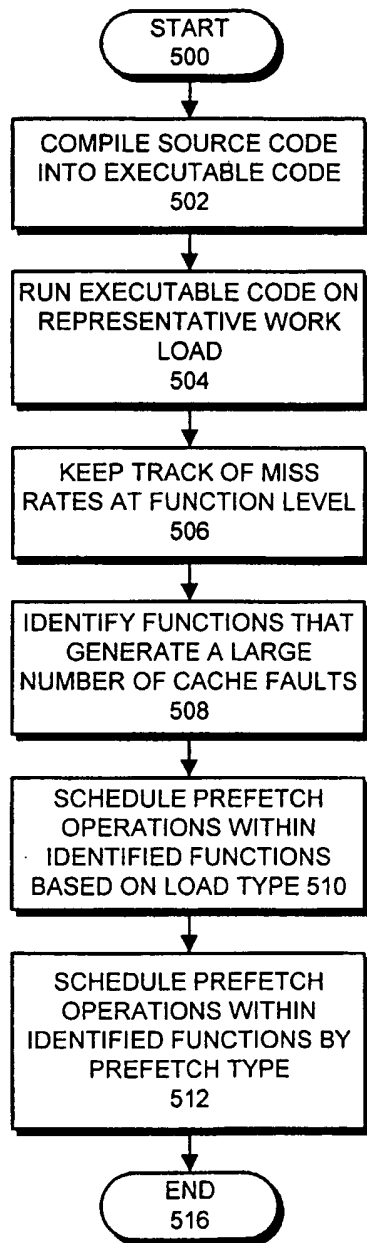 START
500
COMPILE SOURCE CODE
INTO EXECUTABLE CODE
502
RUN EXECUTABLE CODE ON
REPRESENTATIVE WORK
LOAD
504
KEEP TRACK OF MISS
RATES AT FUNCTION LEVEL
506
IDENTIFY FUNCTIONS THAT
GENERATE A LARGE
NUMBER OF CACHE FAULTS
508
SCHEDULE PREFETCH
OPERATIONS WITHIN
IDENTIFIED FUNCTIONS
BASED ON LOAD TYPE 510
SCHEDULE PREFETCH
OPERATIONS WITHIN
IDENTIFIED FUNCTIONS BY
PREFETCH TYPE
512
END
516